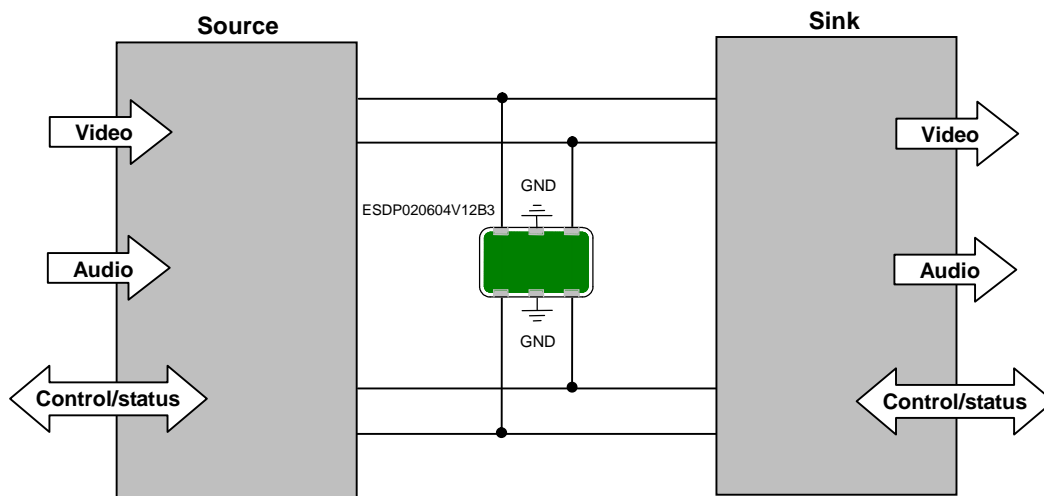 Source
Sink
Video
Video
GND
ESDP020604V12B3
Audio
Audio
GND
Control/status
Control/status